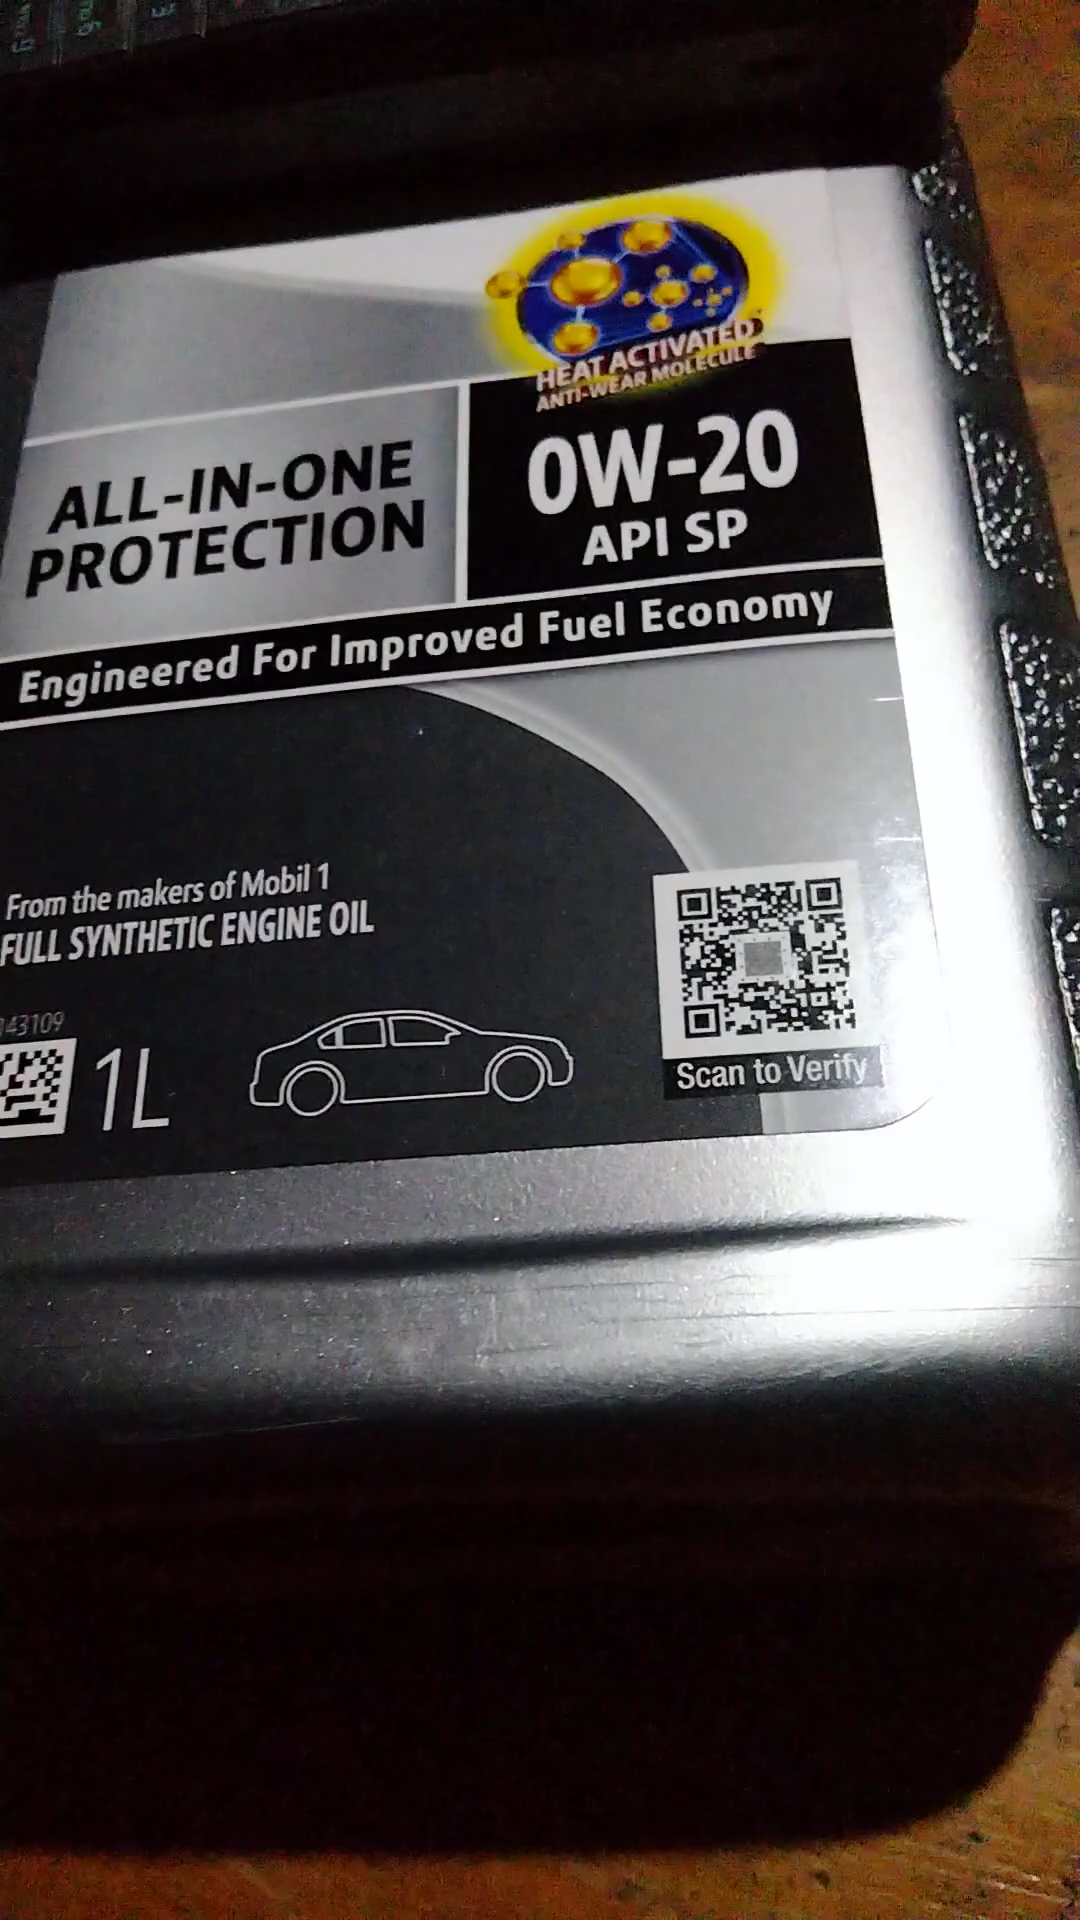 HEAT ACTIVATED
ANTI-WEAR MOLECULE
ALL-IN-ONE
PROTECTION
0W-20
API SP
Engineered For Improved Fuel Economy
From the makers of Mobil 1
FULL SYNTHETIC ENGINE OIL
143109
1L
Scan to Verify